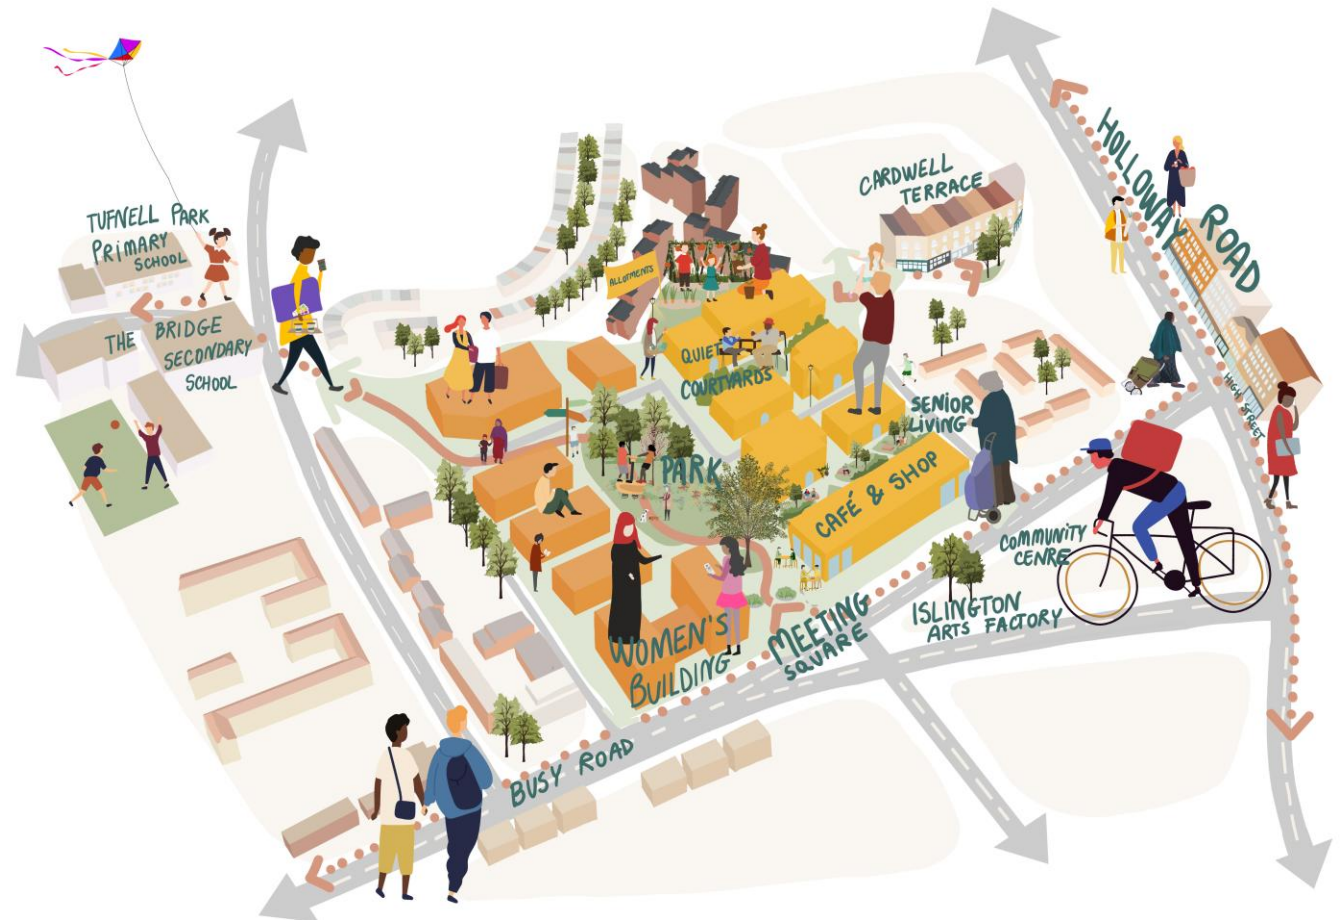 TUFNELL PARK
PRIMARY
SCHOOL
THE BRIDGE
SECONDARY
SCHOOL
ALLOTMENTS
CARDWELL
TERRACE
HOLLOWAY
ROAD
HIGH STREET
QUIET
COURTYARDS
SENIOR
LIVING
PARK
CAFÉ & SHOP
COMMUNITY
CENRE
ISLINGTON
ARTS FACTORY
MEETING
SQUARE
WOMEN'S
BUILDING
BUSY ROAD